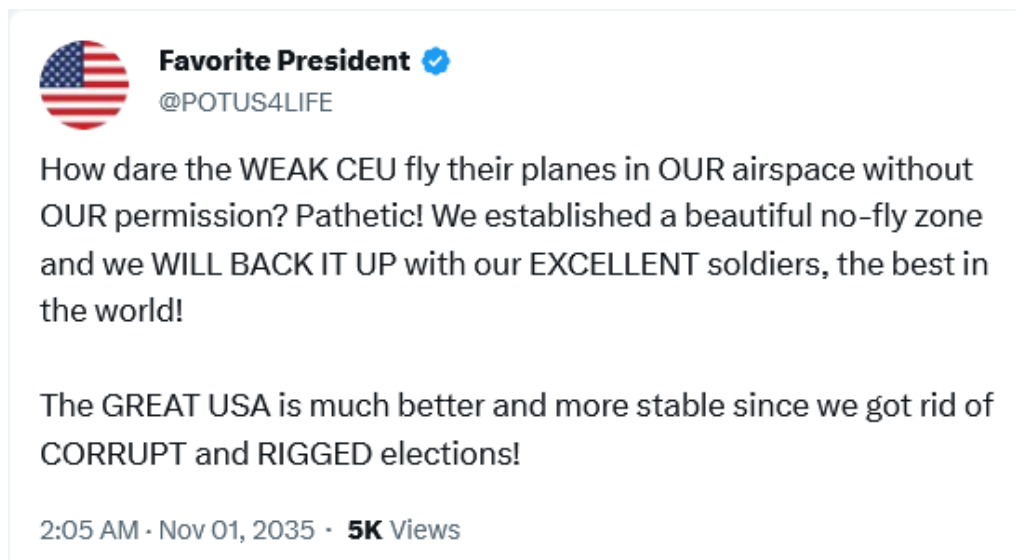 Favorite President
@POTUS4LIFE
How dare the WEAK CEU fly their planes in OUR airspace without
OUR permission? Pathetic! We established a beautiful no-fly zone
and we WILL BACK IT UP with our EXCELLENT soldiers, the best in
the world!
The GREAT USA is much better and more stable since we got rid of
CORRUPT and RIGGED elections!
2:05 AM · Nov 01, 2035 · 5K Views